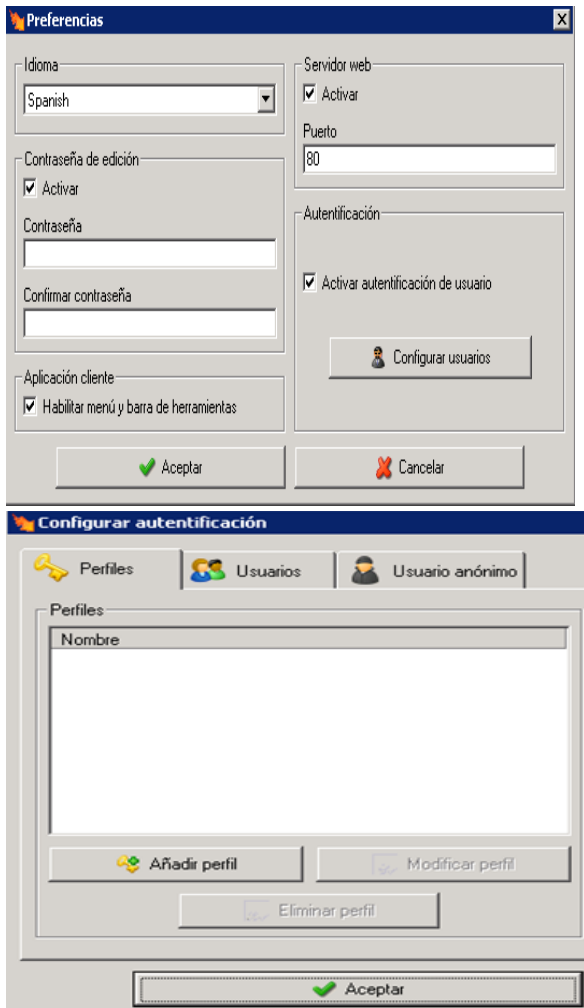 Preferencias
Idioma
Spanish
Contraseña de edición
Activar
Contraseña
Confirmar contraseña
Aplicación cliente
Habilitar menú y barra de herramientas
Servidor web
Activar
Puerto
80
Autentificación
Activar autentificación de usuario
Configurar usuarios
Aceptar
Cancelar
Configurar autentificación
Perfiles
Usuarios
Usuario anónimo
Perfiles
Nombre
Añadir perfil
Modificar perfil
Eliminar perfil
Aceptar